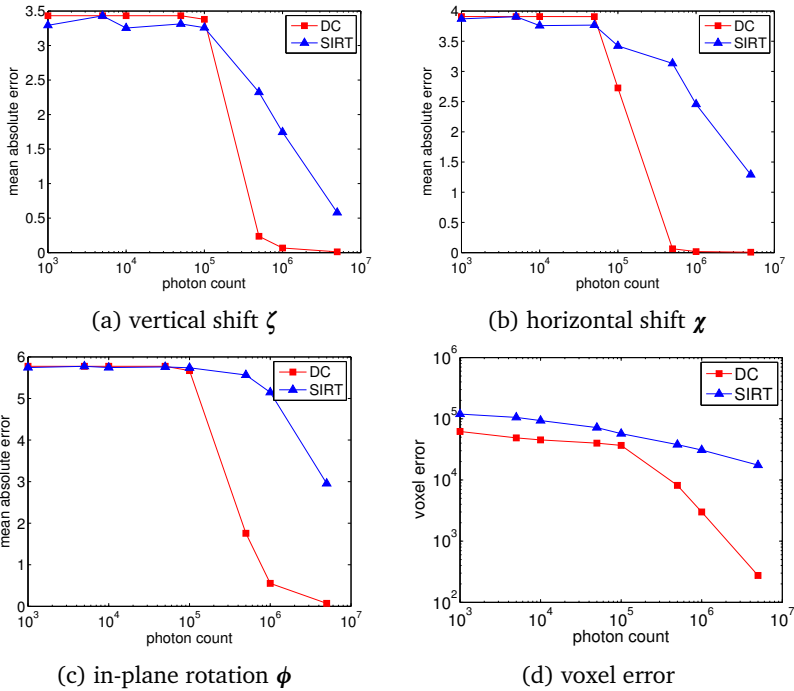 mean absolute error
3.5
3
2.5
2
1.5
1
0.5
0
10^3
10^4
10^5
10^6
10^7
photon count
DC
SIRT
(a) vertical shift ζ
mean absolute error
4
3.5
3
2.5
2
1.5
1
0.5
0
10^3
10^4
10^5
10^6
10^7
photon count
DC
SIRT
(b) horizontal shift χ
mean absolute error
6
5
4
3
2
1
0
10^3
10^4
10^5
10^6
10^7
photon count
DC
SIRT
(c) in-plane rotation ϕ
voxel error
10^6
10^5
10^4
10^3
10^2
10^3
10^4
10^5
10^6
10^7
photon count
DC
SIRT
(d) voxel error